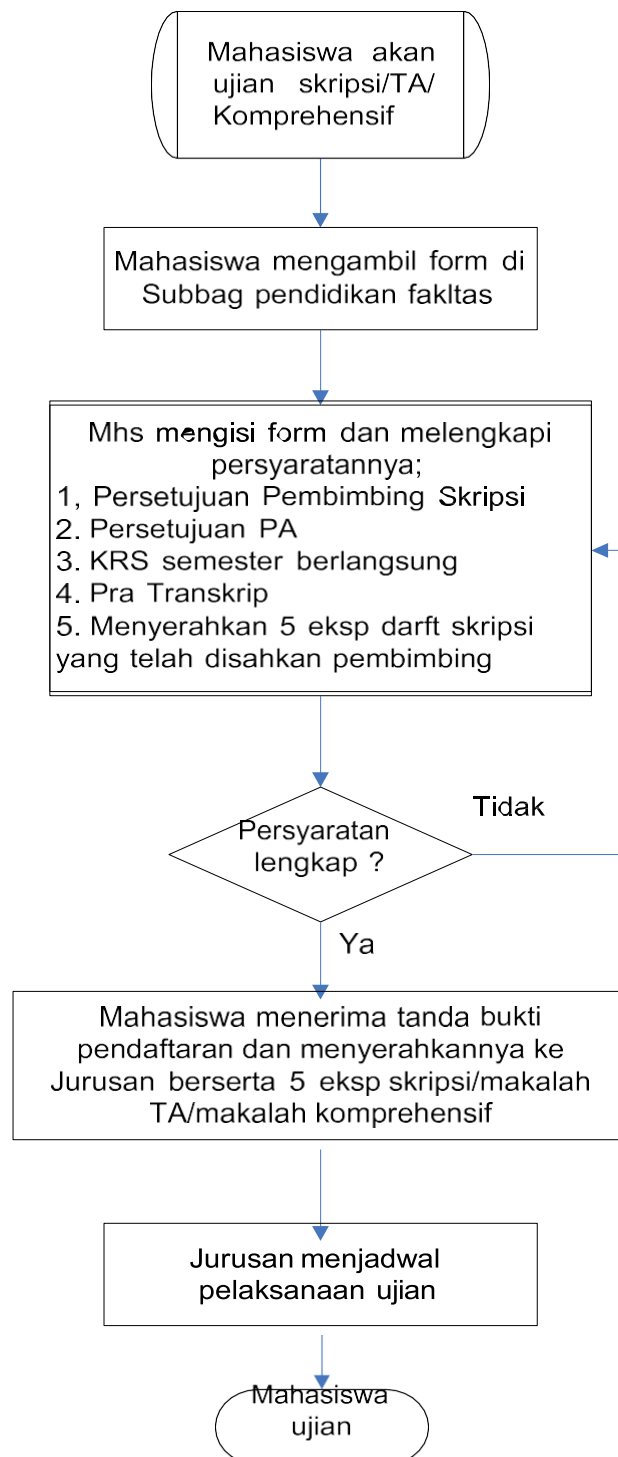 Mahasiswa akan
ujian skripsi/TA/
Komprehensif
Mahasiswa mengambil form di
Subbag pendidikan fakltas
Mhs mengisi form dan melengkapi
persyaratannya;
1, Persetujuan Pembimbing Skripsi
2. Persetujuan PA
3. KRS semester berlangsung
4. Pra Transkrip
5. Menyerahkan 5 eksp darft skripsi
yang telah disahkan pembimbing
Tidak
Persyaratan
lengkap ?
Ya
Mahasiswa menerima tanda bukti
pendaftaran dan menyerahkannya ke
Jurusan berserta 5 eksp skripsi/makalah
TA/makalah komprehensif
Jurusan menjadwal
pelaksanaan ujian
Mahasiswa
ujian